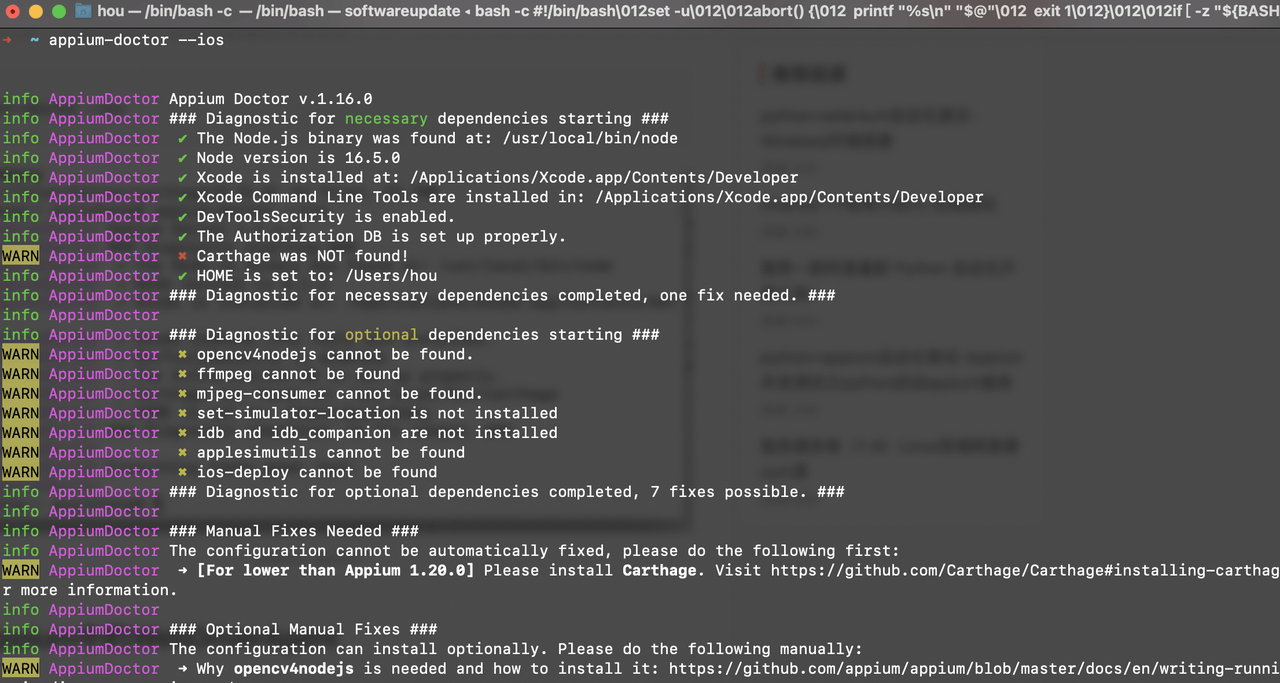 hou — /bin/bash -c — /bin/bash — softwareupdate ◂ bash -c #!/bin/bash\012set -u\012\012abort() {\012 printf "%s\n" "$@"\012 exit 1\012}\012\012if [ -z "${BASH
→ ~ appium-doctor --ios
info AppiumDoctor Appium Doctor v.1.16.0
info AppiumDoctor ### Diagnostic for necessary dependencies starting ###
info AppiumDoctor ✔ The Node.js binary was found at: /usr/local/bin/node
info AppiumDoctor ✔ Node version is 16.5.0
info AppiumDoctor ✔ Xcode is installed at: /Applications/Xcode.app/Contents/Developer
info AppiumDoctor ✔ Xcode Command Line Tools are installed in: /Applications/Xcode.app/Contents/Developer
info AppiumDoctor ✔ DevToolsSecurity is enabled.
info AppiumDoctor ✔ The Authorization DB is set up properly.
WARN AppiumDoctor ✖ Carthage was NOT found!
info AppiumDoctor ✔ HOME is set to: /Users/hou
info AppiumDoctor ### Diagnostic for necessary dependencies completed, one fix needed. ###
info AppiumDoctor
info AppiumDoctor ### Diagnostic for optional dependencies starting ###
WARN AppiumDoctor ✖ opencv4nodejs cannot be found.
WARN AppiumDoctor ✖ ffmpeg cannot be found
WARN AppiumDoctor ✖ mjpeg-consumer cannot be found.
WARN AppiumDoctor ✖ set-simulator-location is not installed
WARN AppiumDoctor ✖ idb and idb_companion are not installed
WARN AppiumDoctor ✖ applesimutils cannot be found
WARN AppiumDoctor ✖ ios-deploy cannot be found
info AppiumDoctor ### Diagnostic for optional dependencies completed, 7 fixes possible. ###
info AppiumDoctor
info AppiumDoctor ### Manual Fixes Needed ###
info AppiumDoctor The configuration cannot be automatically fixed, please do the following first:
WARN AppiumDoctor ➜ [For lower than Appium 1.20.0] Please install Carthage. Visit https://github.com/Carthage/Carthage#installing-carthag
r more information.
info AppiumDoctor
info AppiumDoctor ### Optional Manual Fixes ###
info AppiumDoctor The configuration can install optionally. Please do the following manually:
WARN AppiumDoctor ➜ Why opencv4nodejs is needed and how to install it: https://github.com/appium/appium/blob/master/docs/en/writing-runni